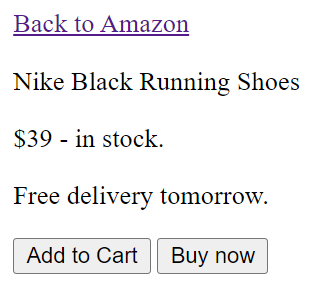 Back to Amazon
Nike Black Running Shoes
$39 - in stock.
Free delivery tomorrow.
Add to Cart Buy now